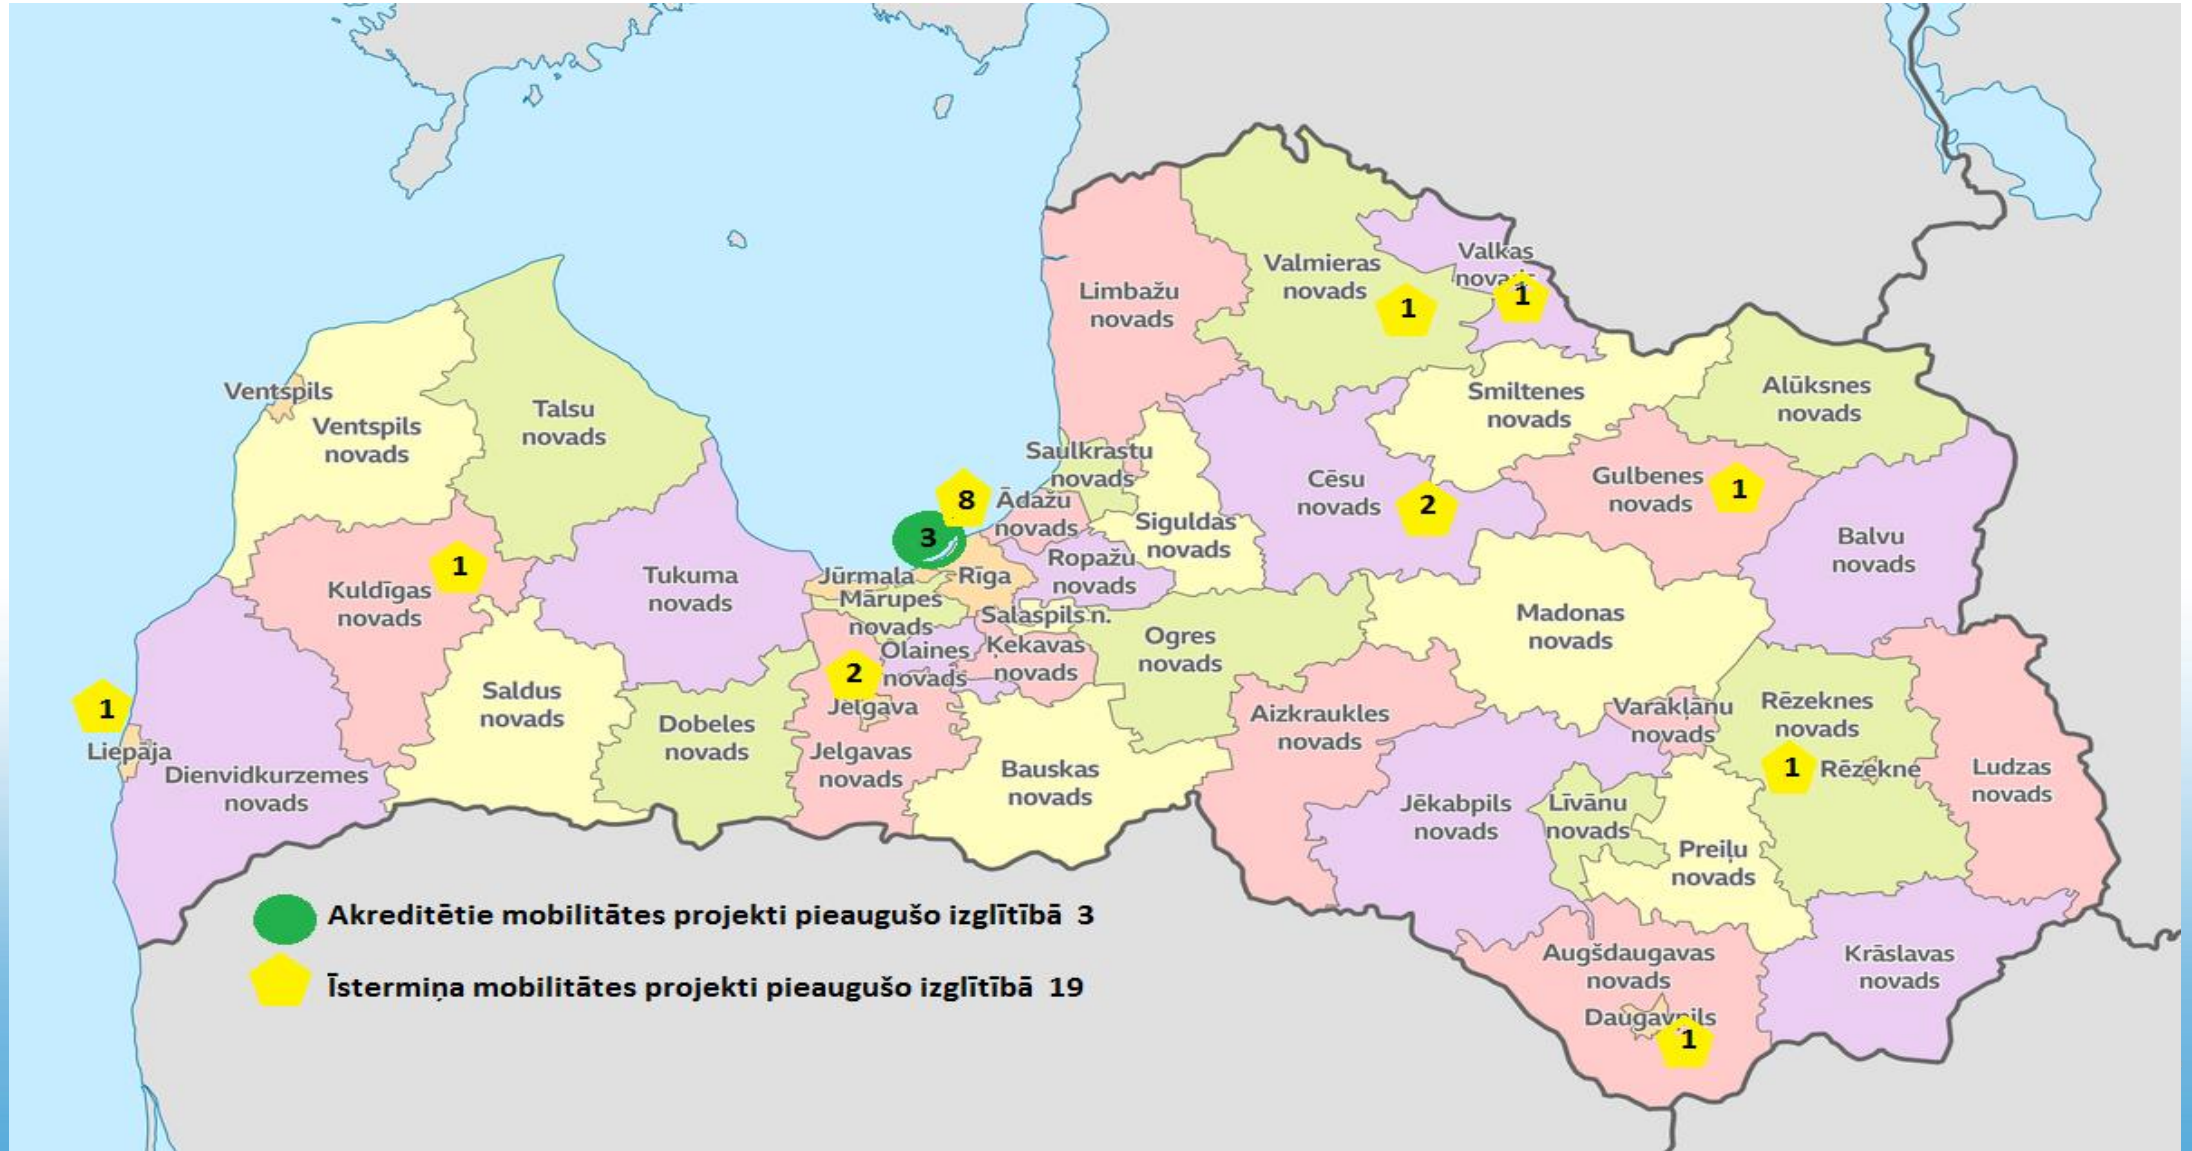 Valkas
novads
1
Valmieras
novads
1
Limbažu
novads
Ventspils
Ventspils
novads
Talsu
novads
Smiltenes
novads
Alūksnes
novads
Saulkrastu
novads
Cēsu
novads
2
Gulbenes
novads
1
8
Ādažu
novads
3
Siguldas
novads
Balvu
novads
Kuldīgas
novads
1
Tukuma
novads
Jūrmala
Rīga
Ropažu
novads
Mārupes
novads
Salaspils n.
Madonas
novads
Olaines
novads
Ķekavas
novads
Ogres
novads
2
Jelgava
1
Liepāja
Saldus
novads
Dobeles
novads
Jelgavas
novads
Aizkraukles
novads
Varakļānu
novads
Rēzeknes
novads
1
Rēzekne
Ludzas
novads
Dienvidkurzemes
novads
Bauskas
novads
Jēkabpils
novads
Līvānu
novads
Preiļu
novads
Augšdaugavas
novads
Krāslavas
novads
Daugavpils
1
Akreditētie mobilitātes projekti pieaugušo izglītībā 3
Īstermiņa mobilitātes projekti pieaugušo izglītībā 19